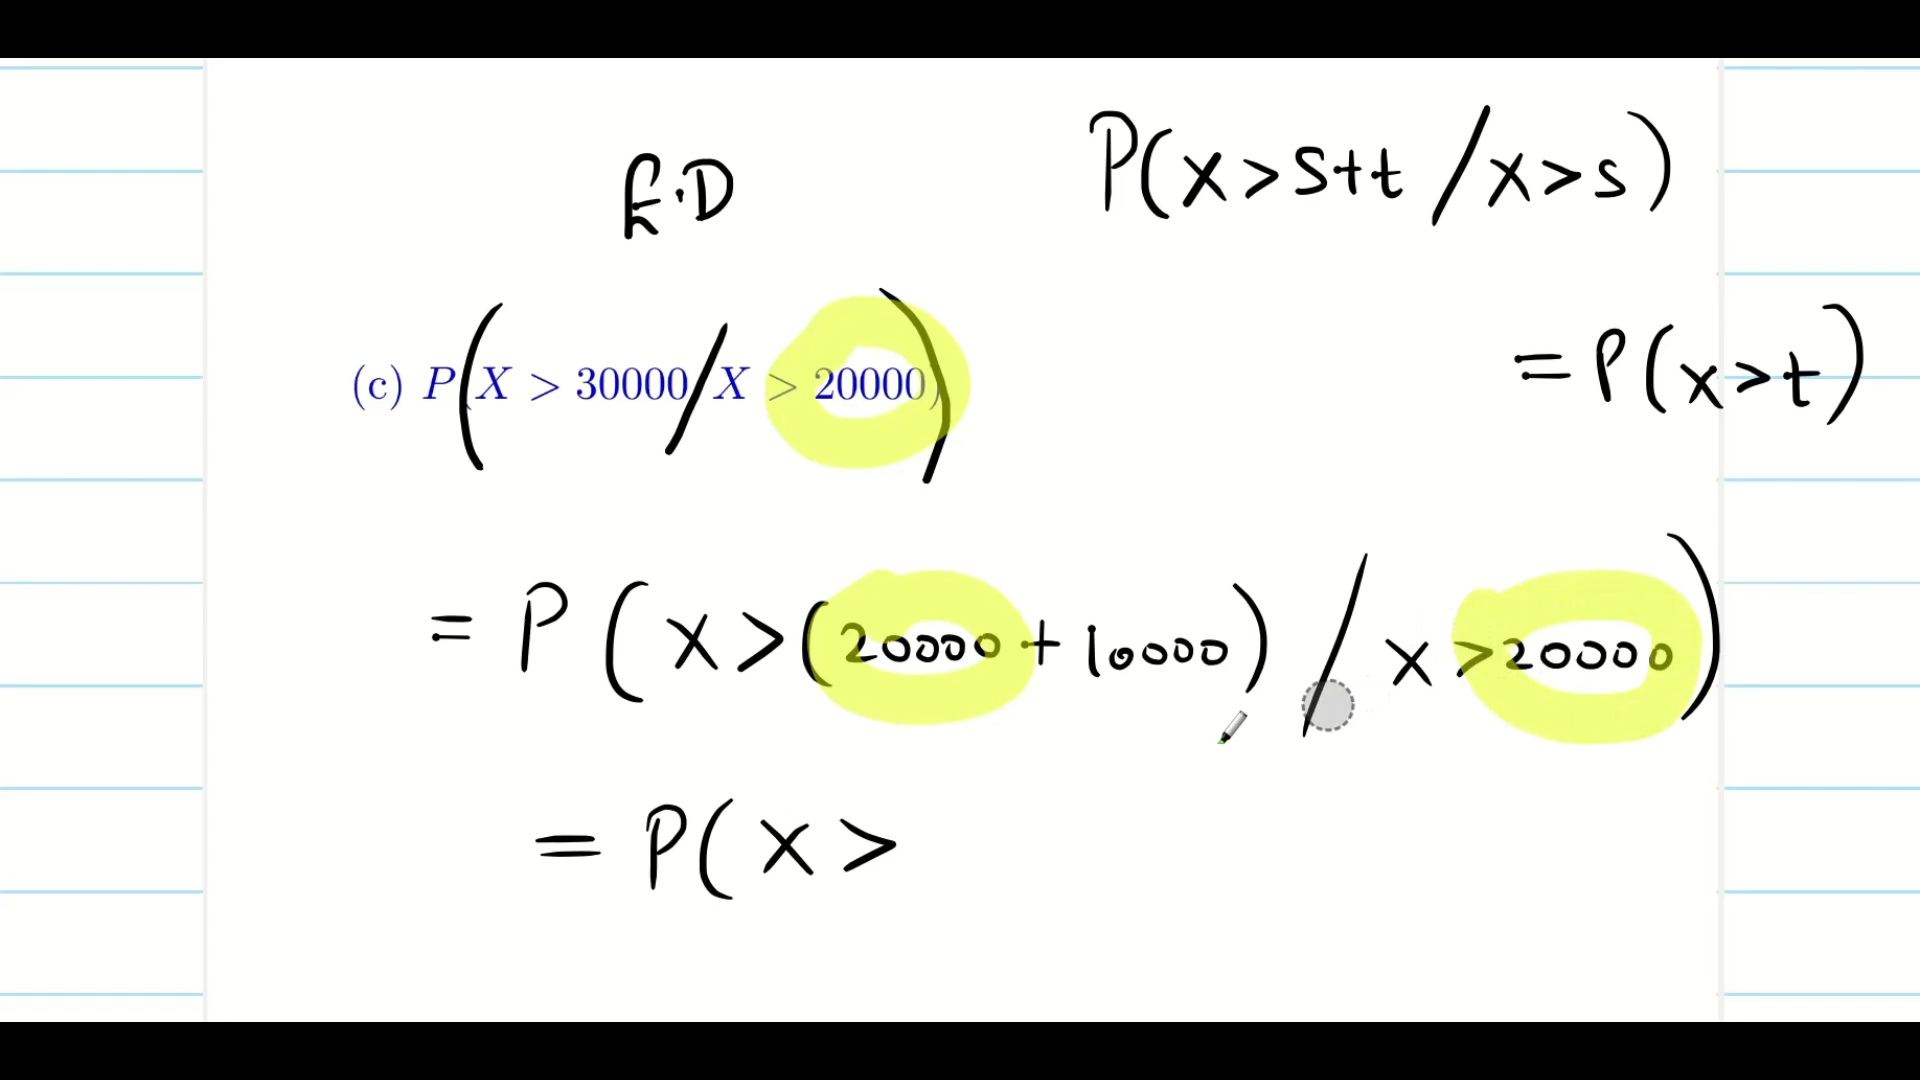 E.D
P(x>s+t/x>s)
=P(x>t)
(c) P(X > 30000/X > 20000)
= P(x>(20000+10000)/x>20000)
= P(x>